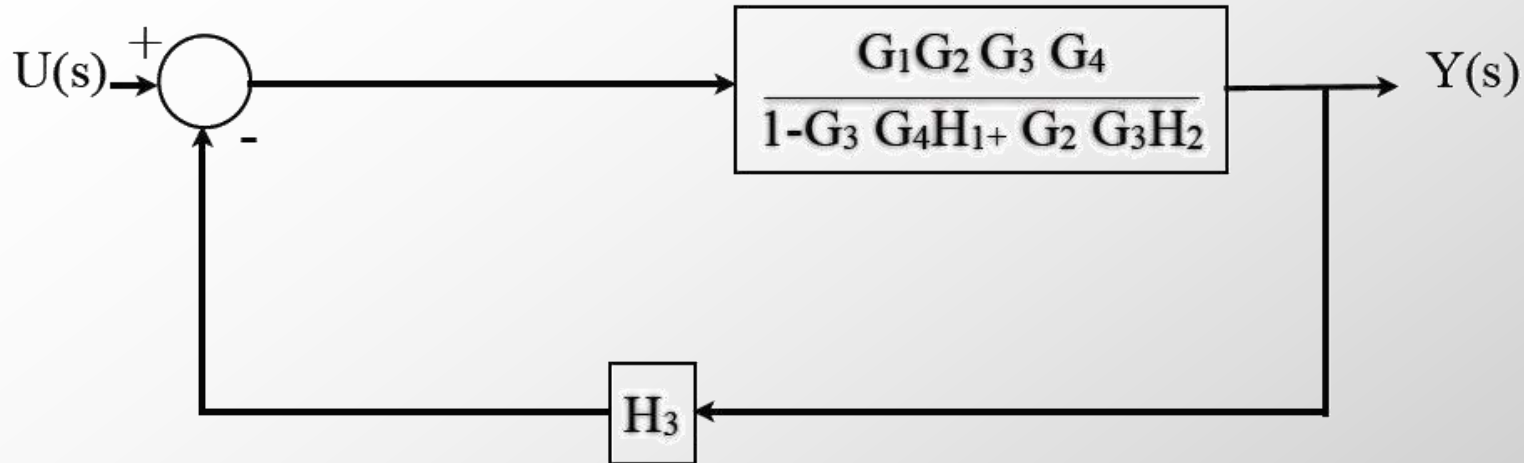 +
U(s)
-
G₁G₂ G₃ G₄
1-G₃ G₄H₁₊ G₂ G₃H₂
Y(s)
H₃